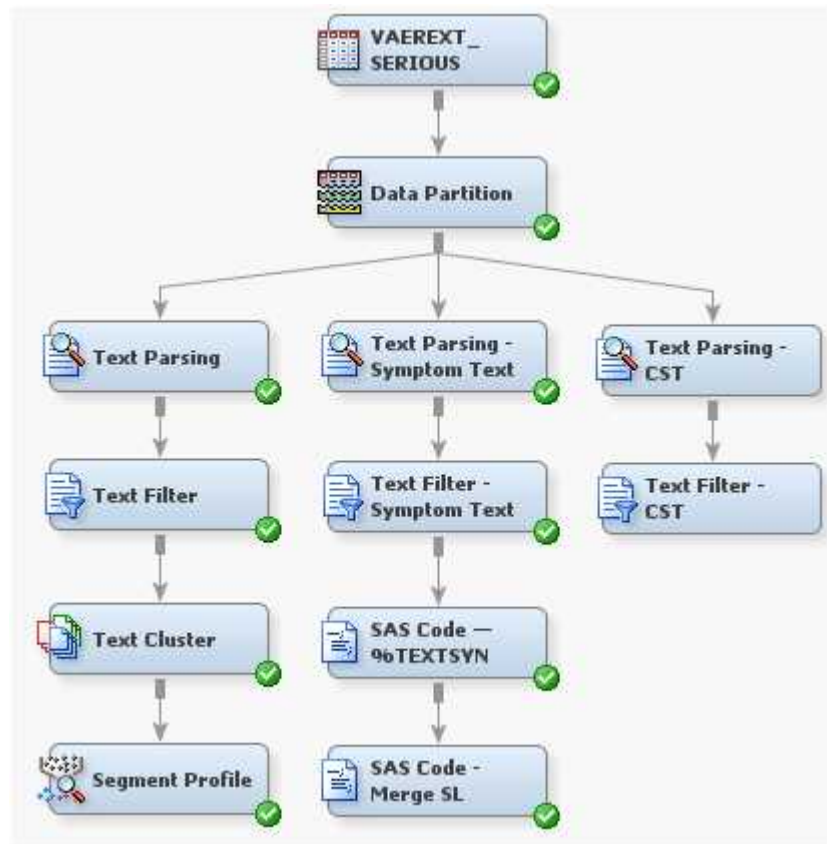 VAEREXT_
SERIOUS
Data Partition
Text Parsing
Text Parsing -
Symptom Text
Text Parsing -
CST
Text Filter
Text Filter -
Symptom Text
Text Filter -
CST
Text Cluster
SAS Code —
%TEXTSYN
Segment Profile
SAS Code -
Merge SL